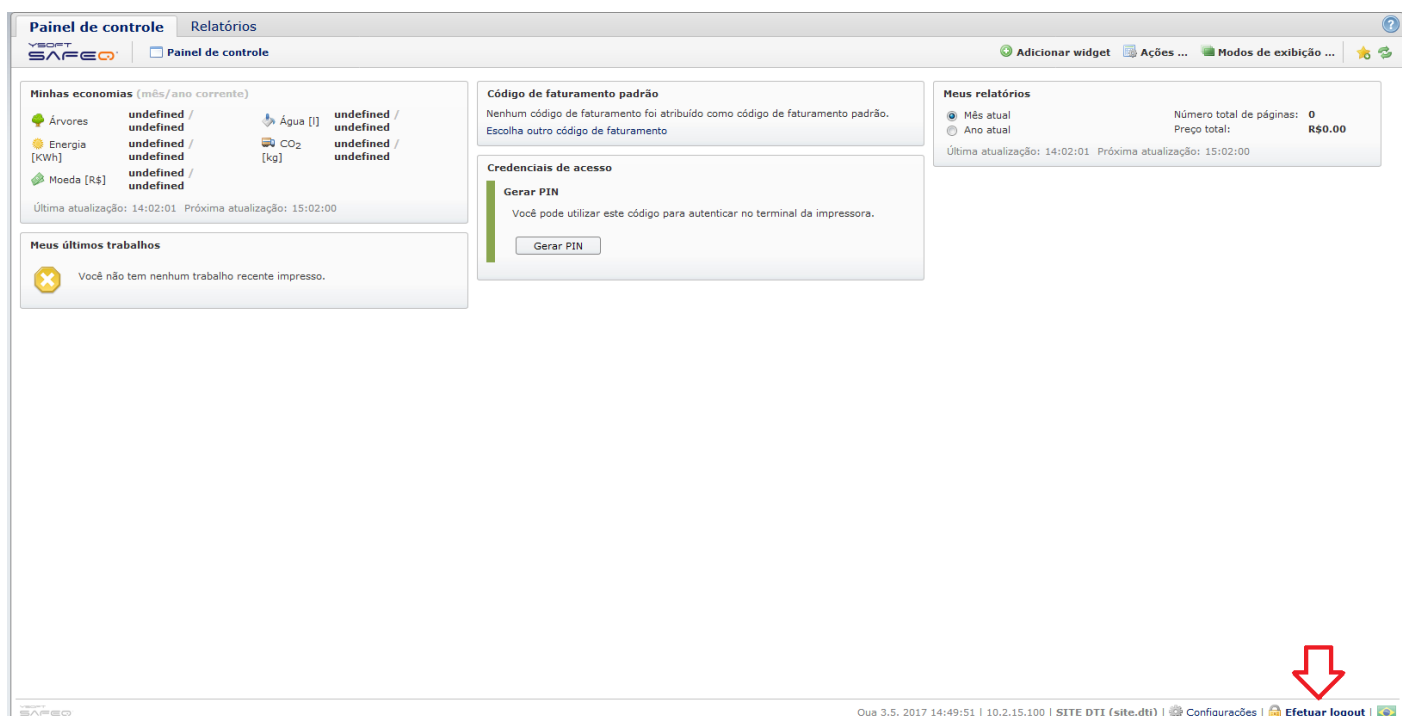 Painel de controle Relatórios
YSOFT
SAFEQ Painel de controle Adicionar widget Ações ... Modos de exibição ...
Minhas economias (mês/ano corrente)
Árvores undefined / undefined Água [l] undefined / undefined
Energia [KWh] undefined / undefined CO2 [kg] undefined / undefined
Moeda [R$] undefined / undefined
Última atualização: 14:02:01 Próxima atualização: 15:02:00
Meus últimos trabalhos
Você não tem nenhum trabalho recente impresso.
Código de faturamento padrão
Nenhum código de faturamento foi atribuído como código de faturamento padrão.
Escolha outro código de faturamento
Credenciais de acesso
Gerar PIN
Você pode utilizar este código para autenticar no terminal da impressora.
Gerar PIN
Meus relatórios
Mês atual Número total de páginas: 0
Ano atual Preço total: R$0.00
Última atualização: 14:02:01 Próxima atualização: 15:02:00
YSOFT
SAFEQ Qua 3.5. 2017 14:49:51 | 10.2.15.100 | SITE DTI (site.dti) | Configurações | Efetuar logout |